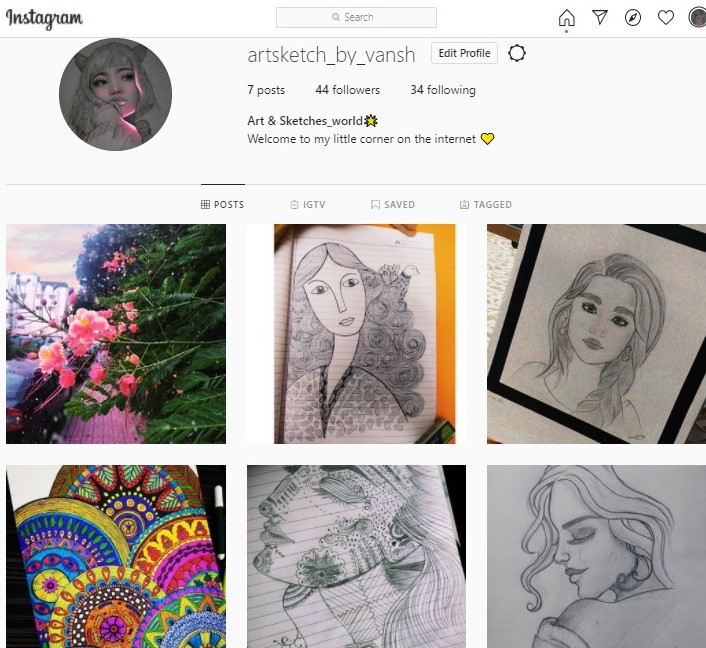 Instagram
Search
artsketch_by_vansh Edit Profile
7 posts 44 followers 34 following
Art & Sketches_world
Welcome to my little corner on the internet 💛
POSTS IGTV SAVED TAGGED